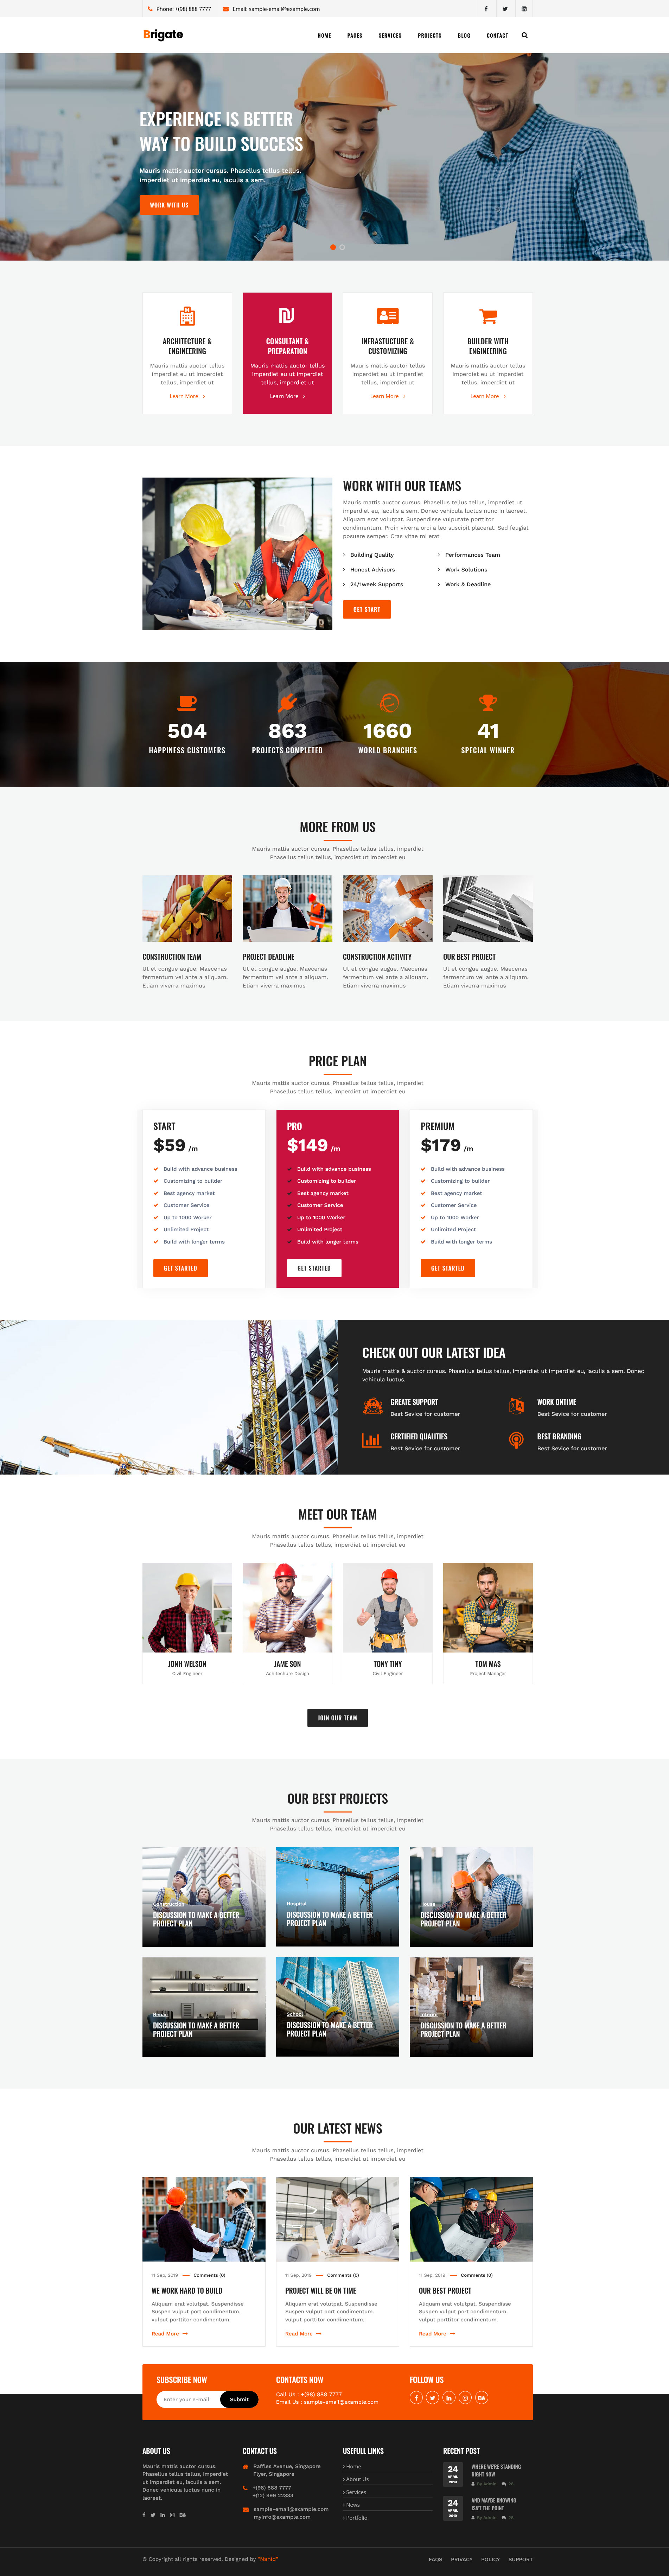 Phone: +(98) 888 7777
Email: sample-email@example.com
Brigate
HOME PAGES SERVICES PROJECTS BLOG CONTACT
EXPERIENCE IS BETTER
WAY TO BUILD SUCCESS
Mauris mattis auctor cursus. Phasellus tellus tellus,
imperdiet ut imperdiet eu, iaculis a sem.
WORK WITH US
ARCHITECTURE &
ENGINEERING
Mauris mattis auctor tellus
imperdiet eu ut imperdiet
tellus, imperdiet ut
Learn More
CONSULTANT &
PREPARATION
Mauris mattis auctor tellus
imperdiet eu ut imperdiet
tellus, imperdiet ut
Learn More
INFRASTUCTURE &
CUSTOMIZING
Mauris mattis auctor tellus
imperdiet eu ut imperdiet
tellus, imperdiet ut
Learn More
BUILDER WITH
ENGINEERING
Mauris mattis auctor tellus
imperdiet eu ut imperdiet
tellus, imperdiet ut
Learn More
WORK WITH OUR TEAMS
Mauris mattis auctor cursus. Phasellus tellus tellus, imperdiet ut
imperdiet eu, iaculis a sem. Donec vehicula luctus nunc in laoreet.
Aliquam erat volutpat. Suspendisse vulputate porttitor
condimentum. Proin viverra orci a leo suscipit placerat. Sed feugiat
posuere semper. Cras vitae mi erat
Building Quality
Performances Team
Honest Advisors
Work Solutions
24/1week Supports
Work & Deadline
GET START
504
HAPPINESS CUSTOMERS
863
PROJECTS COMPLETED
1660
WORLD BRANCHES
41
SPECIAL WINNER
MORE FROM US
Mauris mattis auctor cursus. Phasellus tellus tellus, imperdiet
Phasellus tellus tellus, imperdiet ut imperdiet eu
CONSTRUCTION TEAM
Ut et congue augue. Maecenas
fermentum vel ante a aliquam.
Etiam viverra maximus
PROJECT DEADLINE
Ut et congue augue. Maecenas
fermentum vel ante a aliquam.
Etiam viverra maximus
CONSTRUCTION ACTIVITY
Ut et congue augue. Maecenas
fermentum vel ante a aliquam.
Etiam viverra maximus
OUR BEST PROJECT
Ut et congue augue. Maecenas
fermentum vel ante a aliquam.
Etiam viverra maximus
PRICE PLAN
Mauris mattis auctor cursus. Phasellus tellus tellus, imperdiet
Phasellus tellus tellus, imperdiet ut imperdiet eu
START
$59 /m
Build with advance business
Customizing to builder
Best agency market
Customer Service
Up to 1000 Worker
Unlimited Project
Build with longer terms
GET STARTED
PRO
$149 /m
Build with advance business
Customizing to builder
Best agency market
Customer Service
Up to 1000 Worker
Unlimited Project
Build with longer terms
GET STARTED
PREMIUM
$179 /m
Build with advance business
Customizing to builder
Best agency market
Customer Service
Up to 1000 Worker
Unlimited Project
Build with longer terms
GET STARTED
CHECK OUT OUR LATEST IDEA
Mauris mattis & auctor cursus. Phasellus tellus tellus, imperdiet ut imperdiet eu, iaculis a sem. Donec
vehicula luctus.
GREATE SUPPORT
Best Sevice for customer
WORK ONTIME
Best Sevice for customer
CERTIFIED QUALITIES
Best Sevice for customer
BEST BRANDING
Best Sevice for customer
MEET OUR TEAM
Mauris mattis auctor cursus. Phasellus tellus tellus, imperdiet
Phasellus tellus tellus, imperdiet ut imperdiet eu
JONH WELSON
Civil Engineer
JAME SON
Architechure Design
TONY TINY
Civil Engineer
TOM MAS
Project Manager
JOIN OUR TEAM
OUR BEST PROJECTS
Mauris mattis auctor cursus. Phasellus tellus tellus, imperdiet
Phasellus tellus tellus, imperdiet ut imperdiet eu
DISCUSSION TO MAKE A BETTER
PROJECT PLAN
Hospital
DISCUSSION TO MAKE A BETTER
PROJECT PLAN
House
DISCUSSION TO MAKE A BETTER
PROJECT PLAN
Repair
DISCUSSION TO MAKE A BETTER
PROJECT PLAN
School
DISCUSSION TO MAKE A BETTER
PROJECT PLAN
DISCUSSION TO MAKE A BETTER
PROJECT PLAN
OUR LATEST NEWS
Mauris mattis auctor cursus. Phasellus tellus tellus, imperdiet
Phasellus tellus tellus, imperdiet ut imperdiet eu
11 Sep, 2019 Comments (0)
WE WORK HARD TO BUILD
Aliquam erat volutpat. Suspendisse
Suspen vulput port condimentum.
vulput porttitor condimentum.
Read More
11 Sep, 2019 Comments (0)
PROJECT WILL BE ON TIME
Aliquam erat volutpat. Suspendisse
Suspen vulput port condimentum.
vulput porttitor condimentum.
Read More
11 Sep, 2019 Comments (0)
OUR BEST PROJECT
Aliquam erat volutpat. Suspendisse
Suspen vulput port condimentum.
vulput porttitor condimentum.
Read More
SUBSCRIBE NOW
Enter your e-mail
Submit
CONTACTS NOW
Call Us : +(98) 888 7777
Email Us : sample-email@example.com
FOLLOW US
ABOUT US
Mauris mattis auctor cursus.
Phasellus tellus tellus, imperdiet
ut imperdiet eu, iaculis a sem.
Donec vehicula luctus nunc in
laoreet.
CONTACT US
Raffles Avenue, Singapore
Flyer, Singapore
+(98) 888 7777
+(12) 999 22333
sample-email@example.com
myinfo@example.com
USEFULL LINKS
Home
About Us
Services
News
Portfolio
RECENT POST
24
APRIL
2019
WHERE WE'RE STANDING
RIGHT NOW
By Admin
24
APRIL
2019
AND MAYBE KNOWING
ISN'T THE POINT
By Admin
© Copyright all rights reserved. Designed by "Nahid"
FAQS PRIVACY POLICY SUPPORT